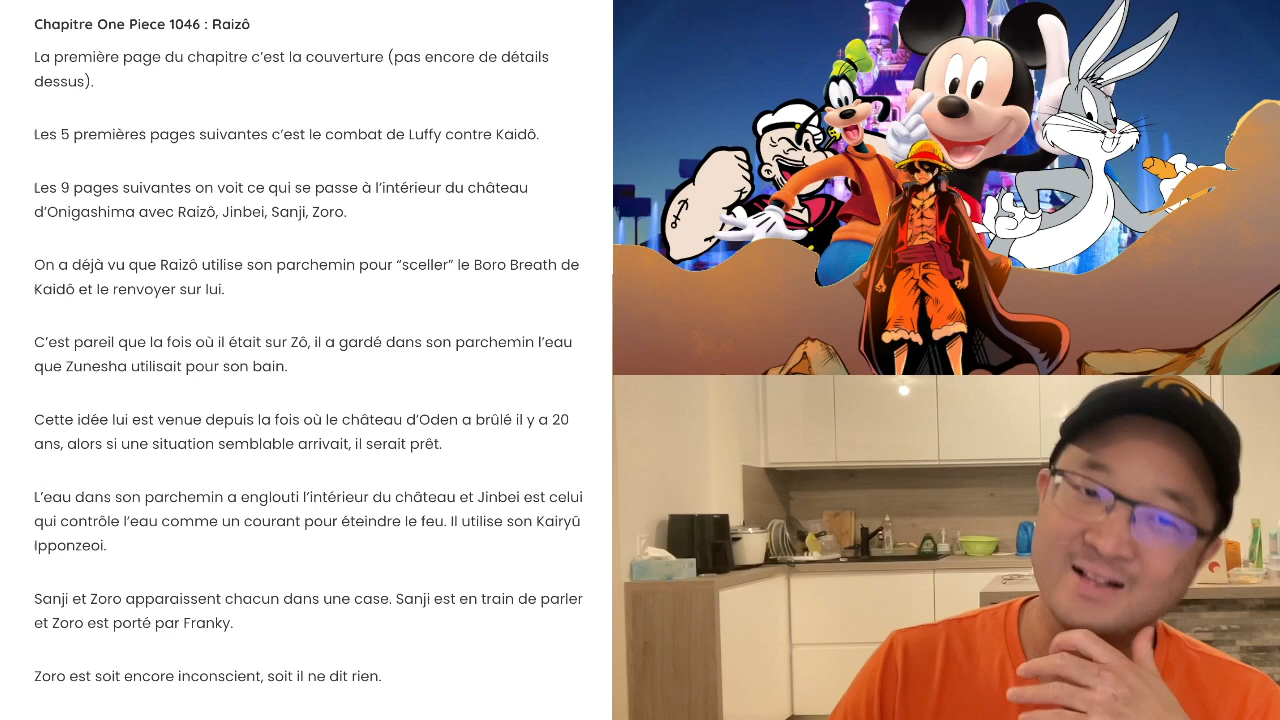 Chapitre One Piece 1046 : Raizô
La première page du chapitre c’est la couverture (pas encore de détails
dessus).
Les 5 premières pages suivantes c’est le combat de Luffy contre Kaidô.
Les 9 pages suivantes on voit ce qui se passe à l’intérieur du château
d’Onigashima avec Raizô, Jinbei, Sanji, Zoro.
On a déjà vu que Raizô utilise son parchemin pour “sceller” le Boro Breath de
Kaidô et le renvoyer sur lui.
C’est pareil que la fois où il était sur Zô, il a gardé dans son parchemin l’eau
que Zunesha utilisait pour son bain.
Cette idée lui est venue depuis la fois où le château d’Oden a brûlé il y a 20
ans, alors si une situation semblable arrivait, il serait prêt.
L’eau dans son parchemin a englouti l’intérieur du château et Jinbei est celui
qui contrôle l’eau comme un courant pour éteindre le feu. Il utilise son Kairyû
Ipponzeoi.
Sanji et Zoro apparaissent chacun dans une case. Sanji est en train de parler
et Zoro est porté par Franky.
Zoro est soit encore inconscient, soit il ne dit rien.